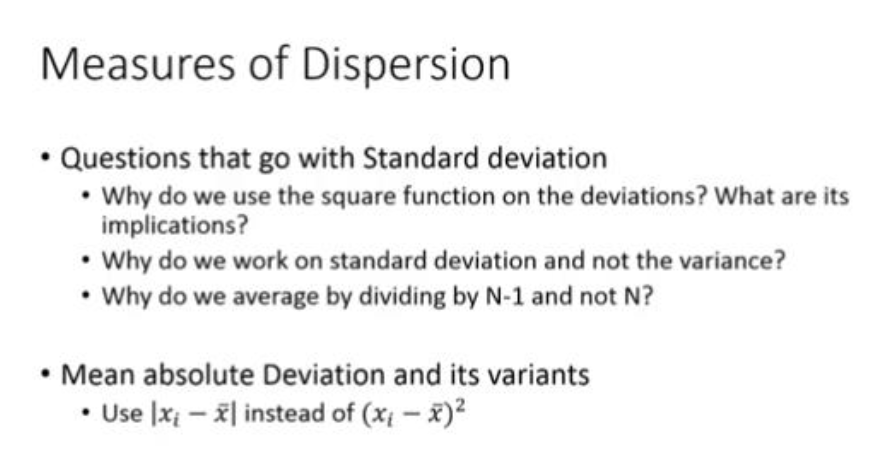 Measures of Dispersion
• Questions that go with Standard deviation
• Why do we use the square function on the deviations? What are its
implications?
• Why do we work on standard deviation and not the variance?
• Why do we average by dividing by N-1 and not N?
• Mean absolute Deviation and its variants
• Use |xᵢ − x̄| instead of (xᵢ − x̄)²